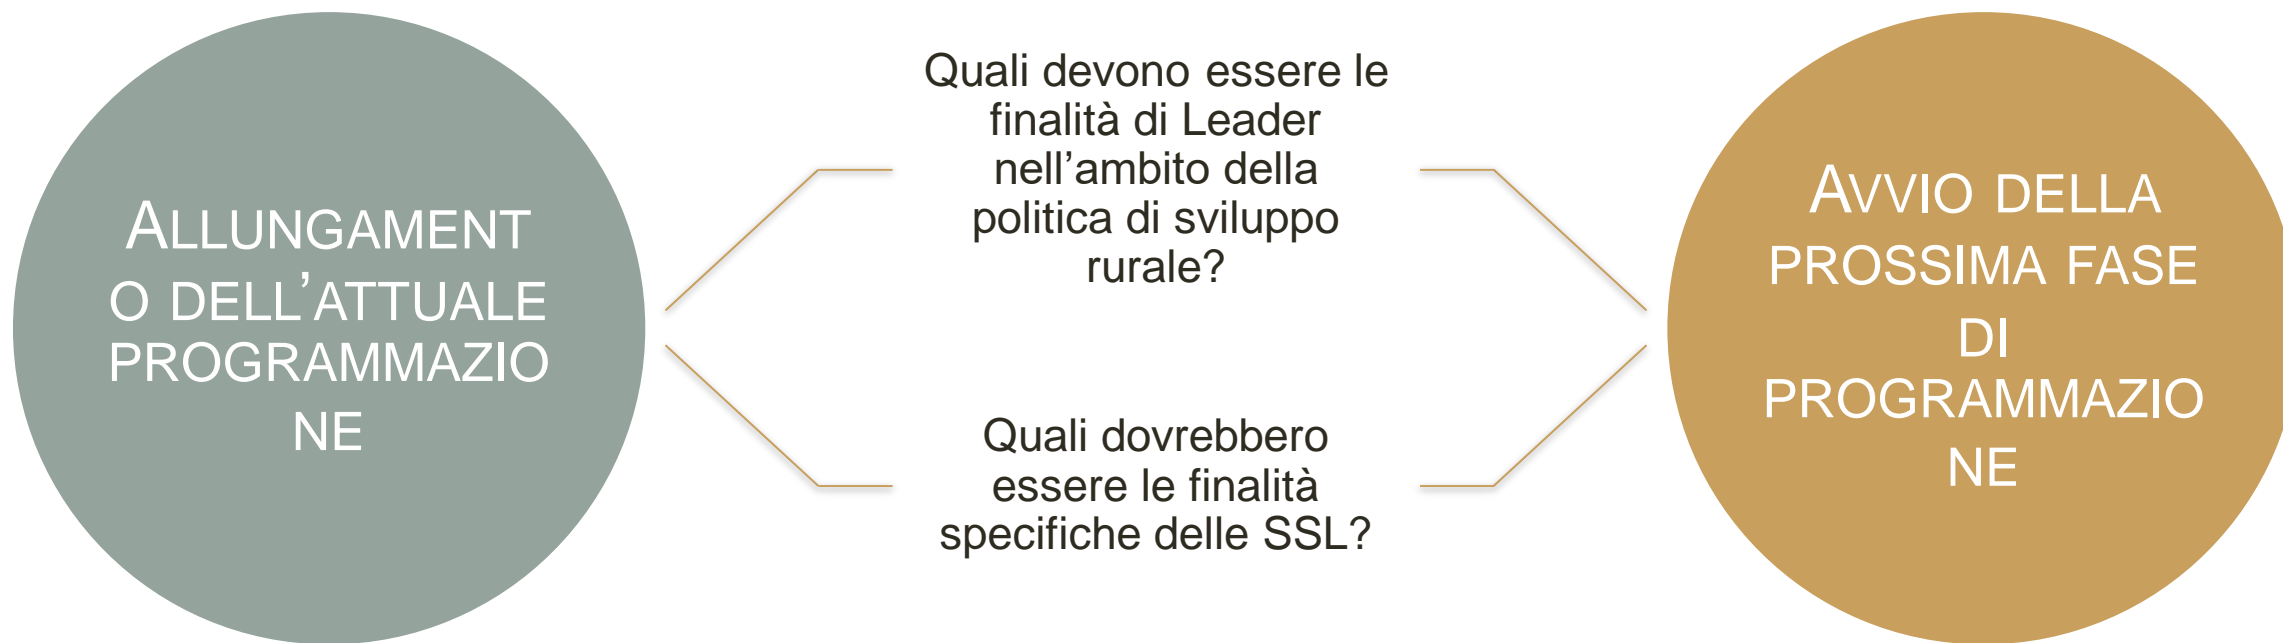 ALLUNGAMENT
O DELL’ATTUALE
PROGRAMMAZIO
NE
Quali devono essere le
finalità di Leader
nell’ambito della
politica di sviluppo
rurale?
Quali dovrebbero
essere le finalità
specifiche delle SSL?
AVVIO DELLA
PROSSIMA FASE
DI
PROGRAMMAZIO
NE